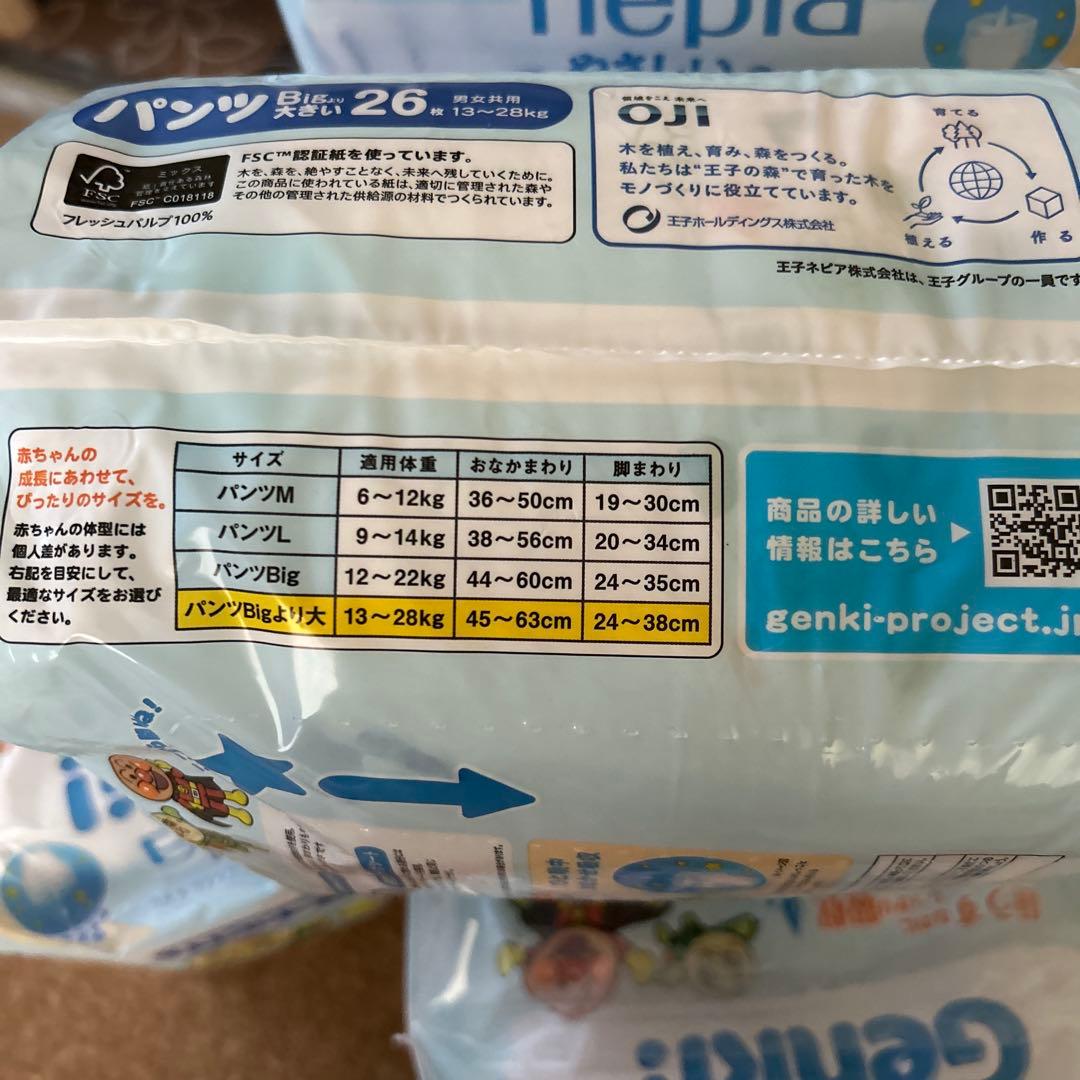 nepia
やさしい
パンツ Bigより大きい 26枚 男女共用 13～28kg
FSC
ミックス
FSC™ C018118
フレッシュパルプ100%
FSC™認証紙を使っています。
木を、森を、絶やすことなく、未来へ残していくために。
この商品に使われている紙は、適切に管理された森や
その他の管理された供給源の材料でつくられています。
領域をこえ 未来へ
OJI
木を植え、育み、森をつくる。
私たちは“王子の森”で育った木を
モノづくりに役立てています。
王子ホールディングス株式会社
育てる
植える
作る
王子ネピア株式会社は、王子グループの一員です
赤ちゃんの
成長にあわせて、
ぴったりのサイズを。
赤ちゃんの体型には
個人差があります。
右記を目安にして、
最適なサイズをお選び
ください。
サイズ 適用体重 おなかまわり 脚まわり
パンツM 6～12kg 36～50cm 19～30cm
パンツL 9～14kg 38～56cm 20～34cm
パンツBig 12～22kg 44～60cm 24～35cm
パンツBigより大 13～28kg 45～63cm 24～38cm
商品の詳しい
情報はこちら
genki-project.jp
Genki!